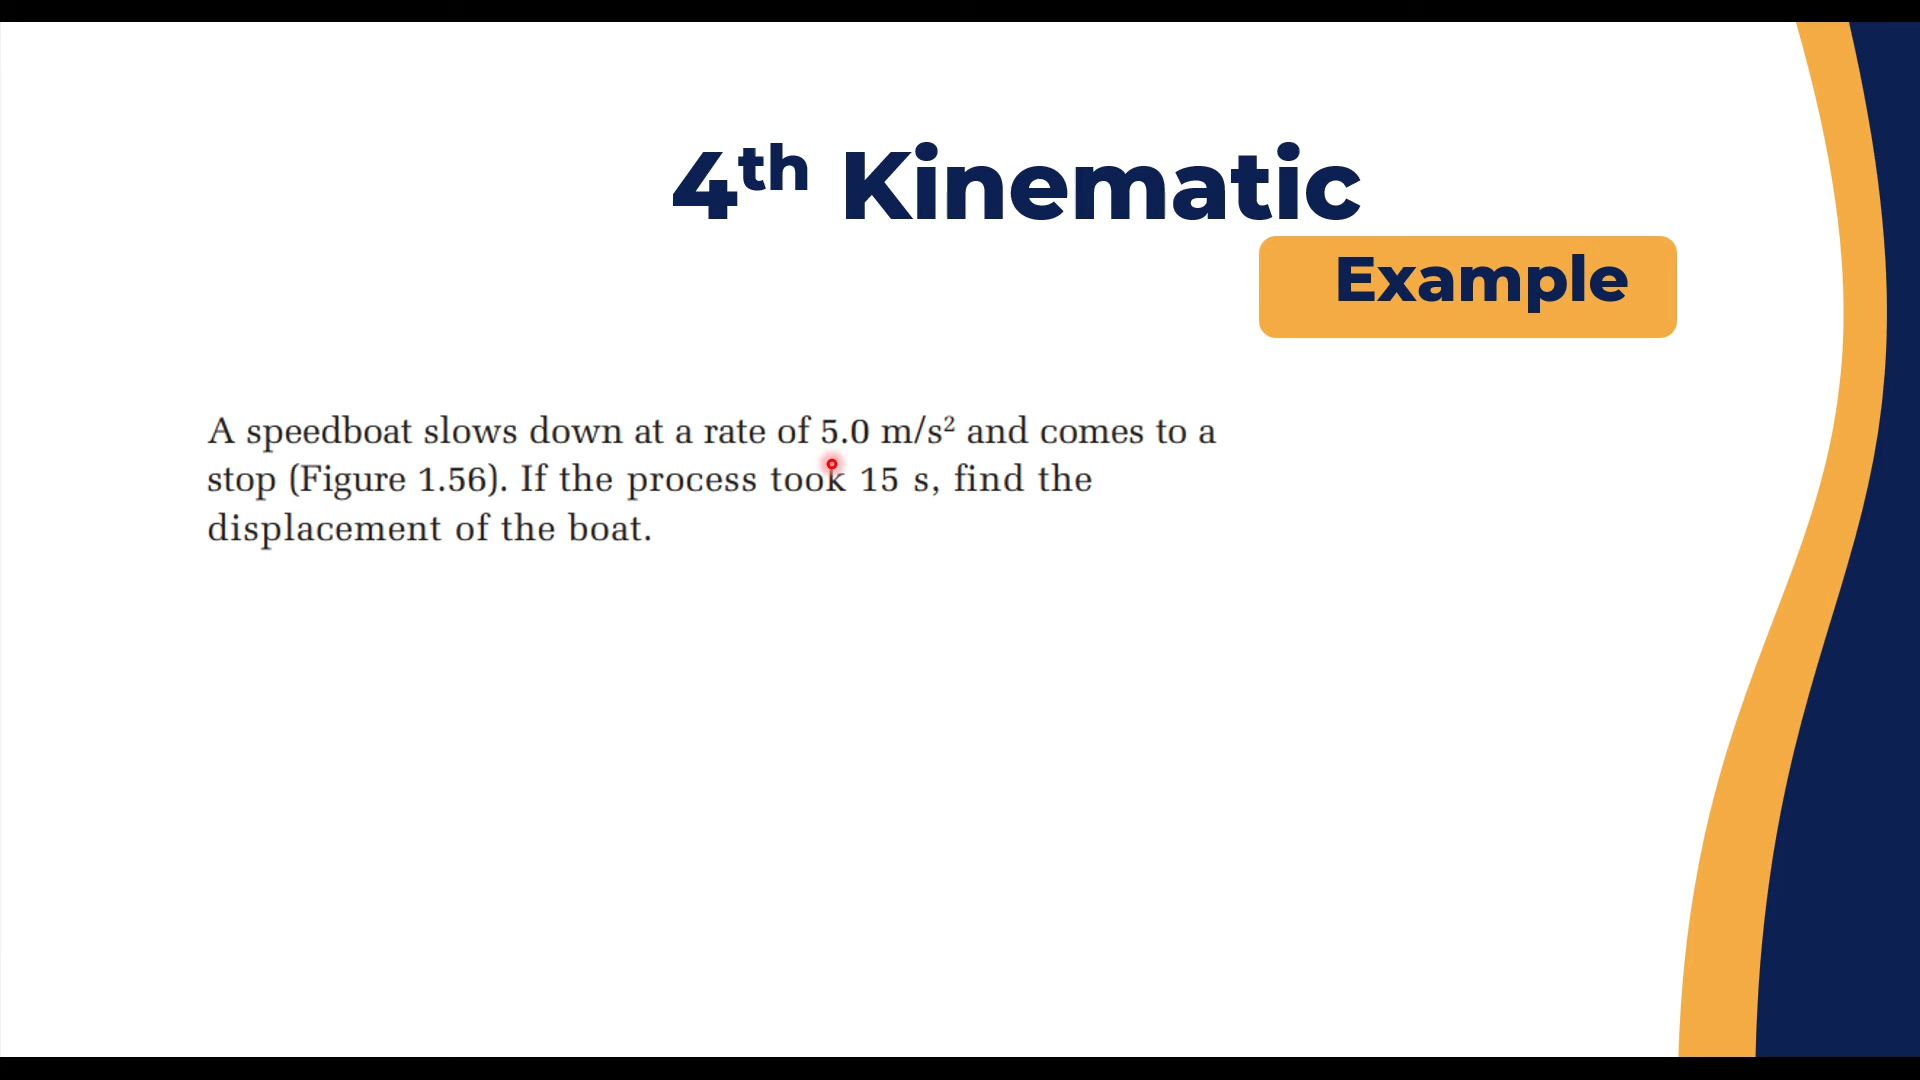 4th Kinematic
Example
A speedboat slows down at a rate of 5.0 m/s² and comes to a
stop (Figure 1.56). If the process took 15 s, find the
displacement of the boat.